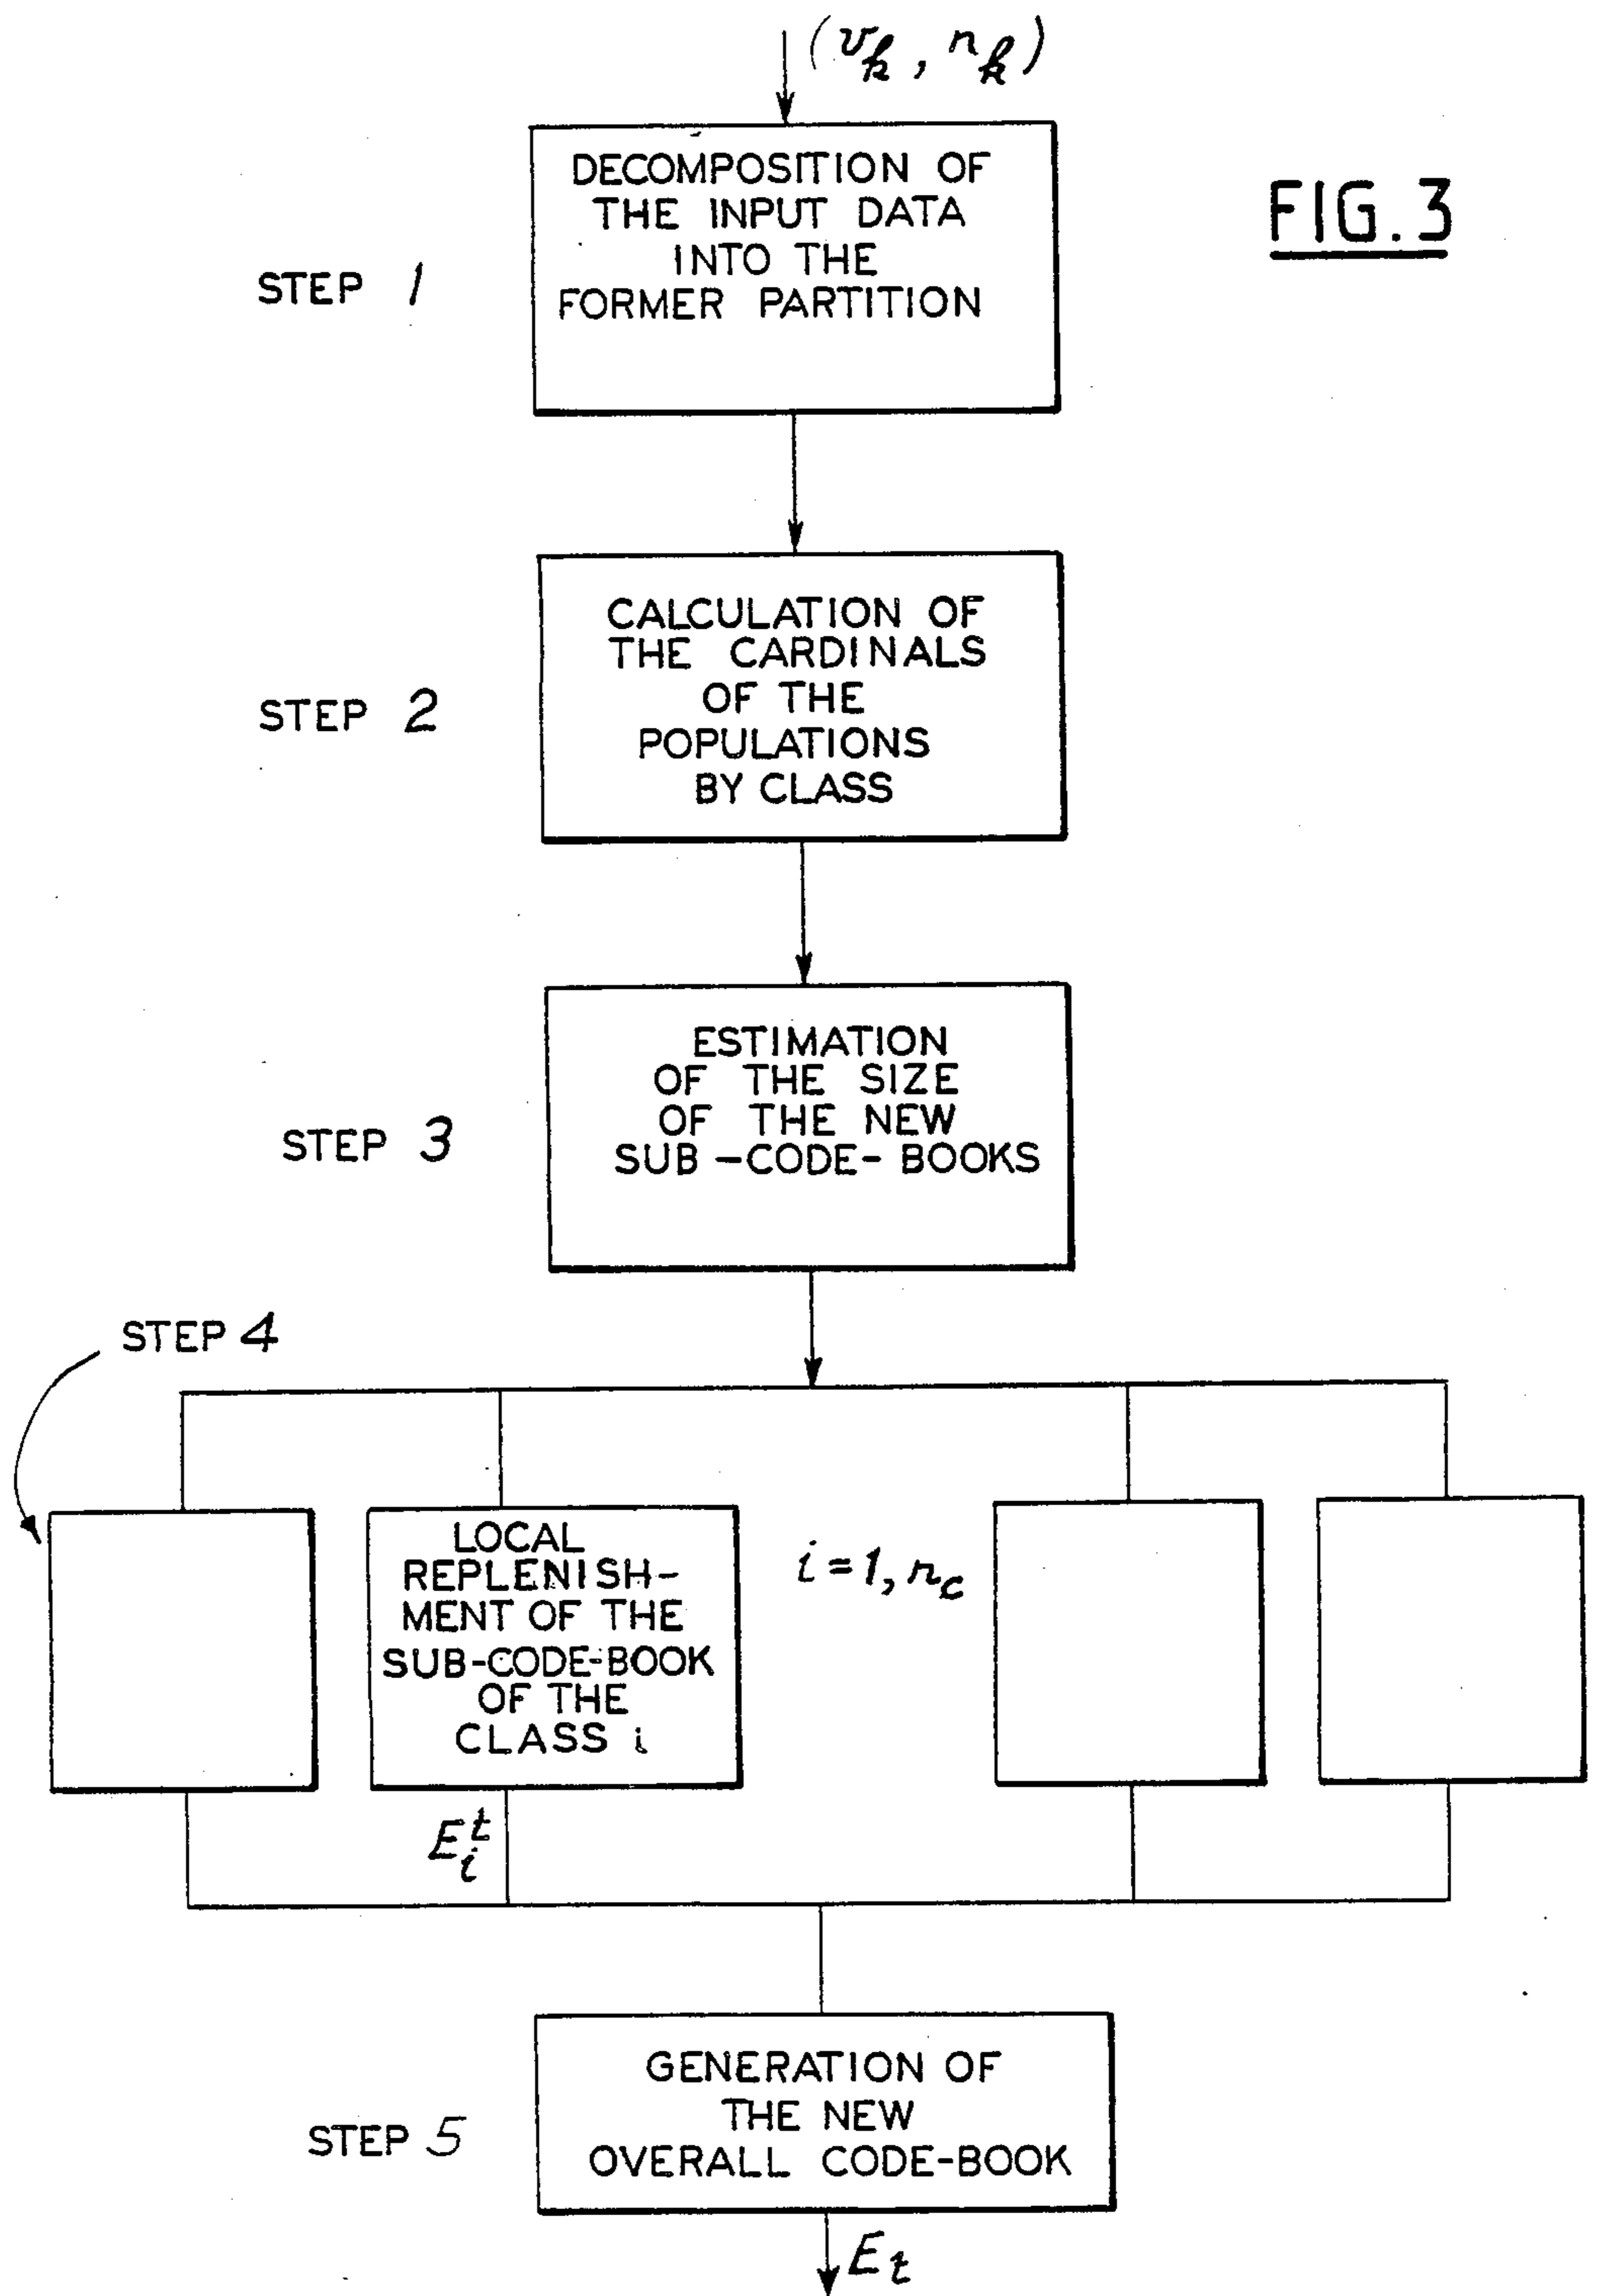 (v_k, n_k)
FIG. 3
DECOMPOSITION OF
THE INPUT DATA
INTO THE
FORMER PARTITION
STEP 1
CALCULATION OF
THE CARDINALS
OF THE
POPULATIONS
BY CLASS
STEP 2
ESTIMATION
OF THE SIZE
OF THE NEW
SUB-CODE-BOOKS
STEP 3
STEP 4
LOCAL
REPLENISH-
MENT OF THE
SUB-CODE-BOOK
OF THE
CLASS i
i = 1, n_c
E_i^t
GENERATION OF
THE NEW
OVERALL CODE-BOOK
STEP 5
E_t